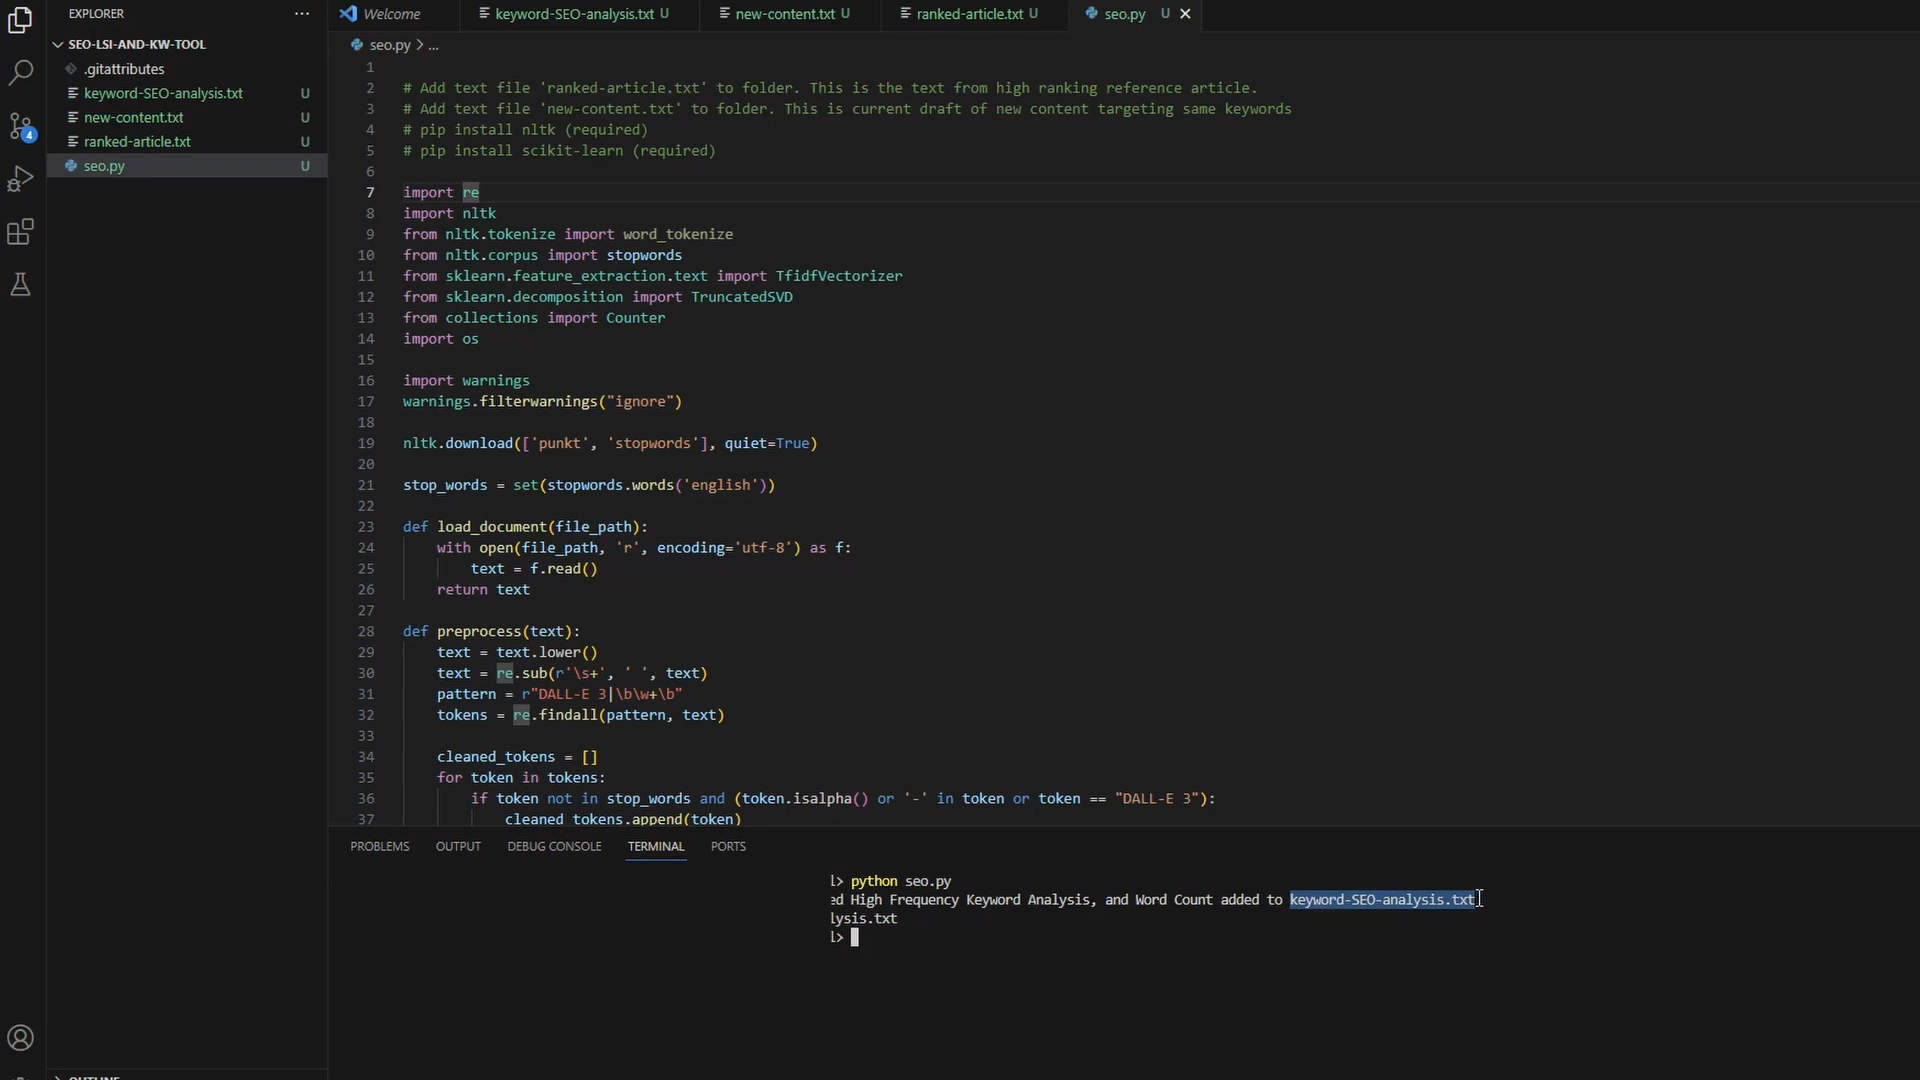 EXPLORER
SEO-LSI-AND-KW-TOOL
.gitattributes
keyword-SEO-analysis.txt U
new-content.txt U
ranked-article.txt U
seo.py U
4
Welcome
keyword-SEO-analysis.txt U
new-content.txt U
ranked-article.txt U
seo.py U
seo.py > ...
1
2 # Add text file 'ranked-article.txt' to folder. This is the text from high ranking reference article.
3 # Add text file 'new-content.txt' to folder. This is current draft of new content targeting same keywords
4 # pip install nltk (required)
5 # pip install scikit-learn (required)
6
7 import re
8 import nltk
9 from nltk.tokenize import word_tokenize
10 from nltk.corpus import stopwords
11 from sklearn.feature_extraction.text import TfidfVectorizer
12 from sklearn.decomposition import TruncatedSVD
13 from collections import Counter
14 import os
15
16 import warnings
17 warnings.filterwarnings("ignore")
18
19 nltk.download(['punkt', 'stopwords'], quiet=True)
20
21 stop_words = set(stopwords.words('english'))
22
23 def load_document(file_path):
24 with open(file_path, 'r', encoding='utf-8') as f:
25 text = f.read()
26 return text
27
28 def preprocess(text):
29 text = text.lower()
30 text = re.sub(r'\s+', ' ', text)
31 pattern = r"DALL-E 3|\b\w+\b"
32 tokens = re.findall(pattern, text)
33
34 cleaned_tokens = []
35 for token in tokens:
36 if token not in stop_words and (token.isalpha() or '-' in token or token == "DALL-E 3"):
37 cleaned_tokens.append(token)
PROBLEMS OUTPUT DEBUG CONSOLE TERMINAL PORTS
l> python seo.py
ed High Frequency Keyword Analysis, and Word Count added to keyword-SEO-analysis.txt
lysis.txt
l>
OUTLINE